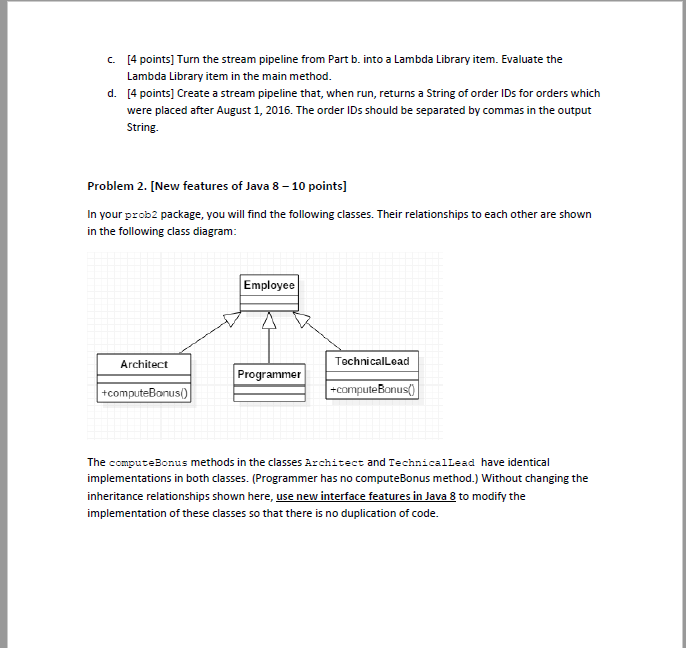 c. [4 points] Turn the stream pipeline from Part b. into a Lambda Library item. Evaluate the
Lambda Library item in the main method.
d. [4 points] Create a stream pipeline that, when run, returns a String of order IDs for orders which
were placed after August 1, 2016. The order IDs should be separated by commas in the output
String.
Problem 2. [New features of Java 8 – 10 points]
In your prob2 package, you will find the following classes. Their relationships to each other are shown
in the following class diagram:
Employee
Architect
+computeBonus()
Programmer
TechnicalLead
+computeBonus()
The computeBonus methods in the classes Architect and TechnicalLead have identical
implementations in both classes. (Programmer has no computeBonus method.) Without changing the
inheritance relationships shown here, use new interface features in Java 8 to modify the
implementation of these classes so that there is no duplication of code.